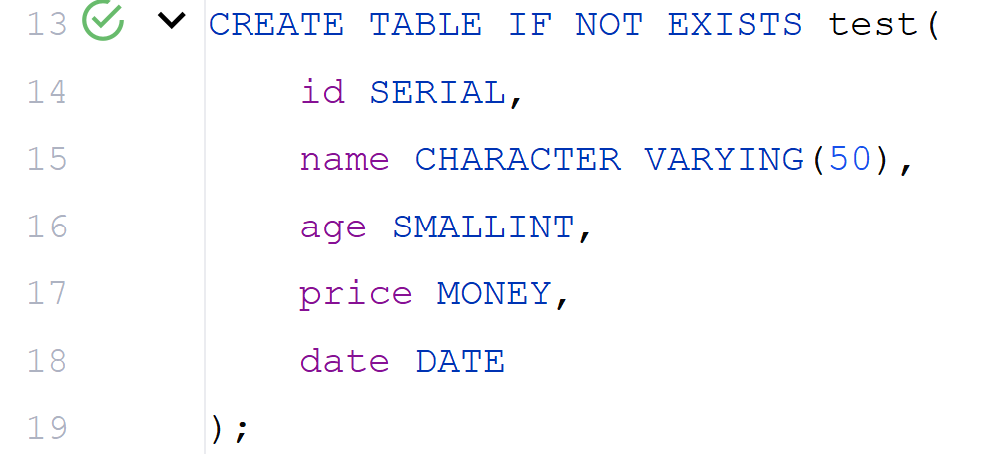 13 CREATE TABLE IF NOT EXISTS test(
14 id SERIAL,
15 name CHARACTER VARYING(50),
16 age SMALLINT,
17 price MONEY,
18 date DATE
19 );